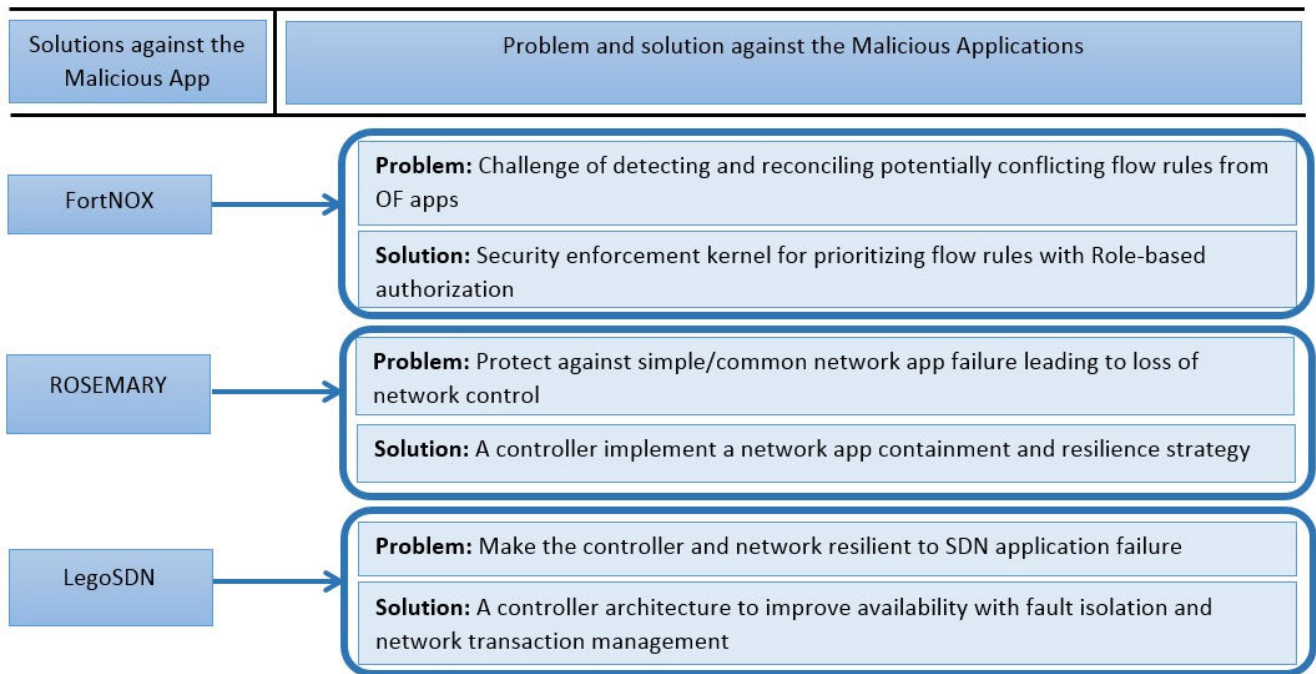 Solutions against the
Malicious App
Problem and solution against the Malicious Applications
FortNOX
Problem: Challenge of detecting and reconciling potentially conflicting flow rules from
OF apps
Solution: Security enforcement kernel for prioritizing flow rules with Role-based
authorization
ROSEMARY
Problem: Protect against simple/common network app failure leading to loss of
network control
Solution: A controller implement a network app containment and resilience strategy
LegoSDN
Problem: Make the controller and network resilient to SDN application failure
Solution: A controller architecture to improve availability with fault isolation and
network transaction management